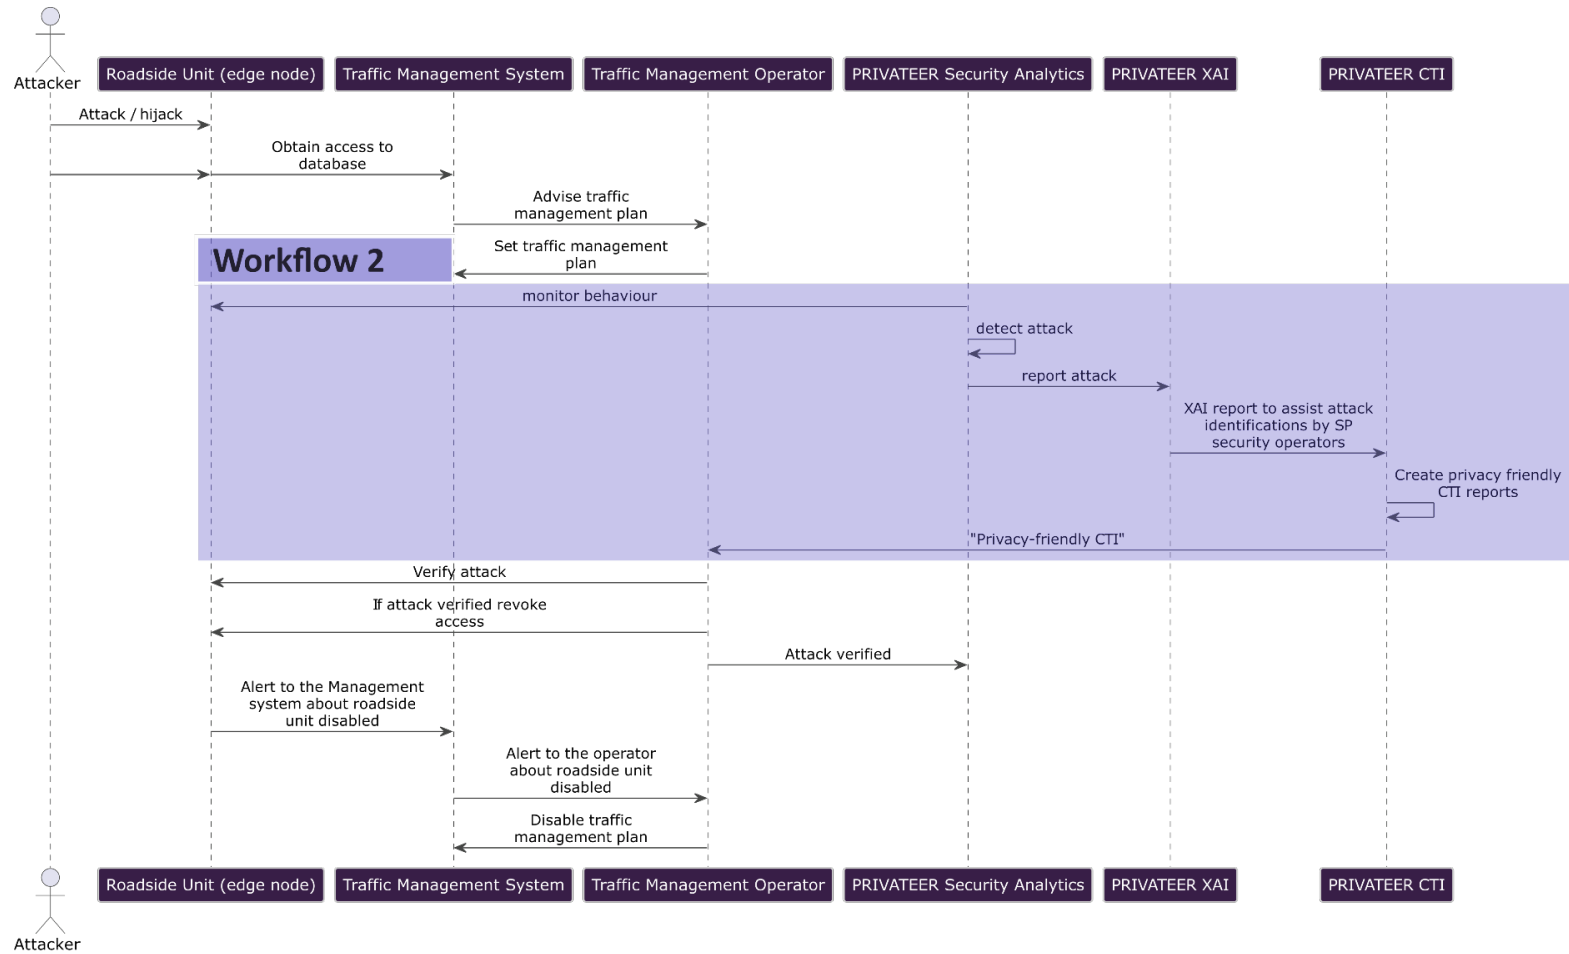 Attacker
Roadside Unit (edge node)
Traffic Management System
Traffic Management Operator
PRIVATEER Security Analytics
PRIVATEER XAI
PRIVATEER CTI
Attack / hijack
Obtain access to
database
Advise traffic
management plan
Set traffic management
plan
Workflow 2
monitor behaviour
detect attack
report attack
XAI report to assist attack
identifications by SP
security operators
Create privacy friendly
CTI reports
"Privacy-friendly CTI"
Verify attack
If attack verified revoke
access
Attack verified
Alert to the Management
system about roadside
unit disabled
Alert to the operator
about roadside unit
disabled
Disable traffic
management plan
Roadside Unit (edge node)
Traffic Management System
Traffic Management Operator
PRIVATEER Security Analytics
PRIVATEER XAI
PRIVATEER CTI
Attacker